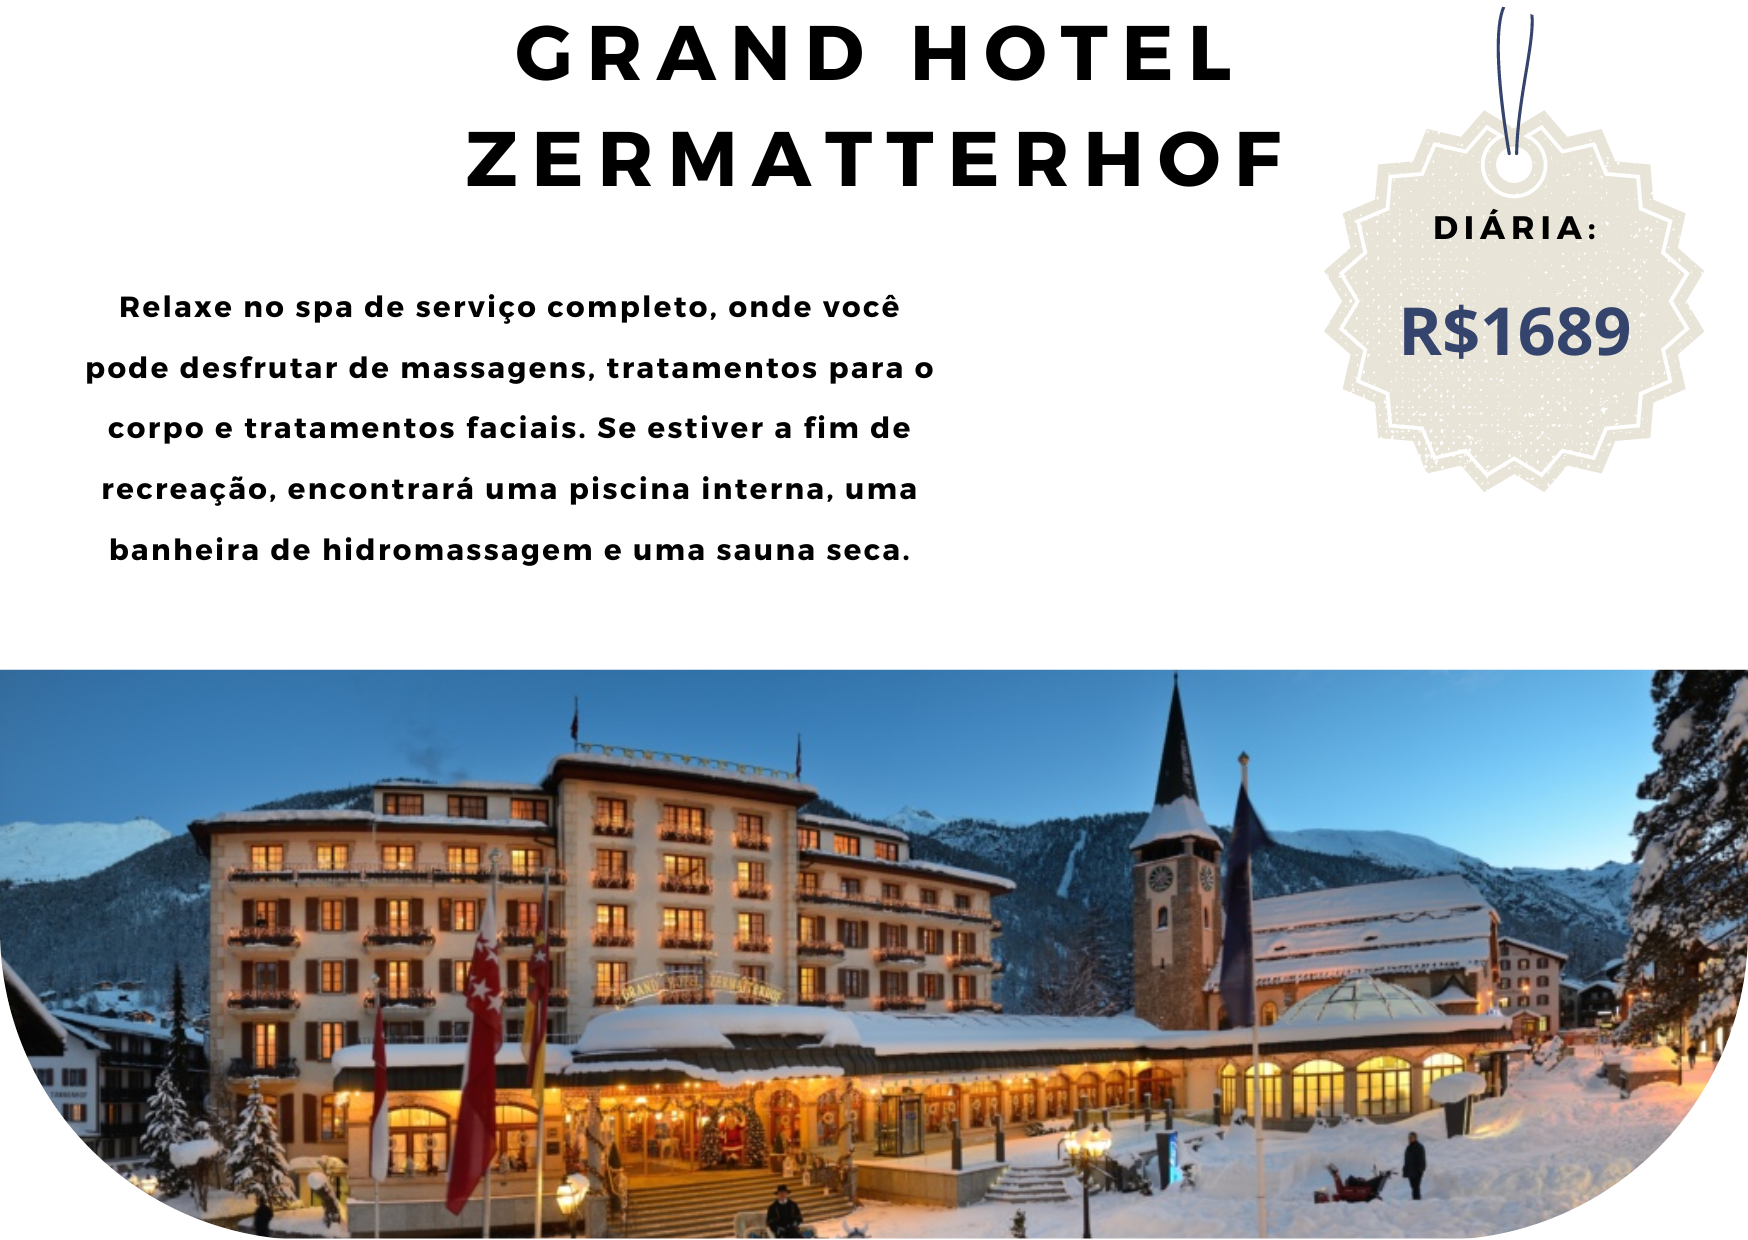 GRAND HOTEL
ZERMATTERHOF
DIÁRIA:
R$1689
Relaxe no spa de serviço completo, onde você
pode desfrutar de massagens, tratamentos para o
corpo e tratamentos faciais. Se estiver a fim de
recreação, encontrará uma piscina interna, uma
banheira de hidromassagem e uma sauna seca.
GRAND HOTEL ZERMATTERHOF
TANNENHOF